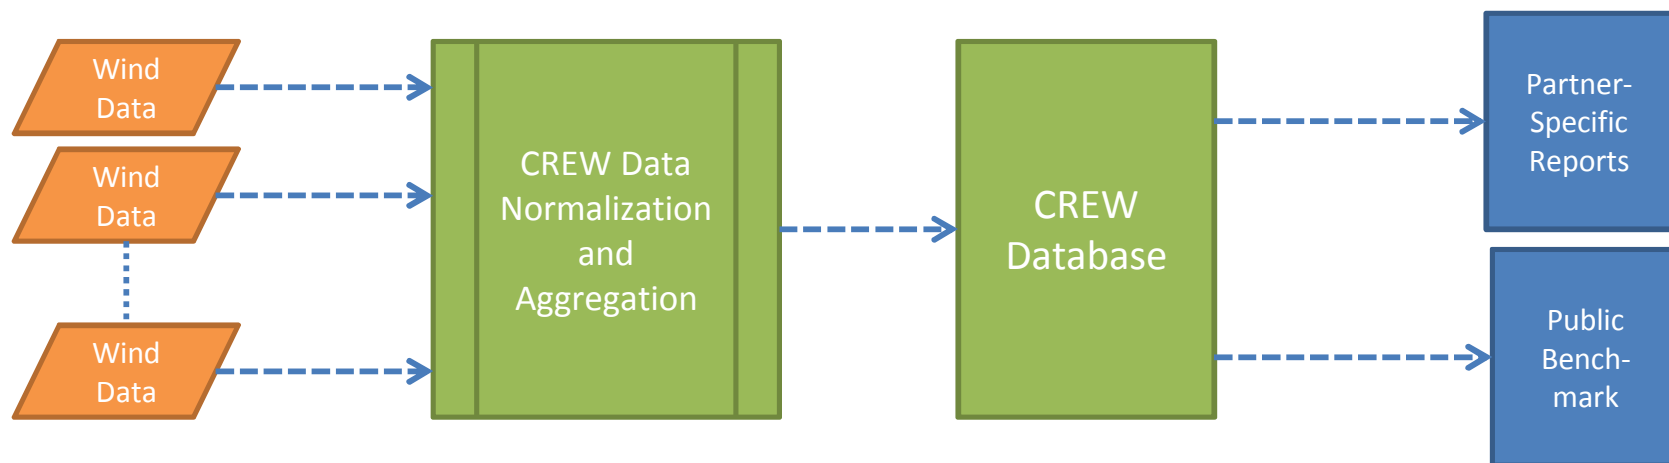 Wind
Data
Wind
Data
Wind
Data
CREW Data
Normalization
and
Aggregation
CREW
Database
Partner-
Specific
Reports
Public
Bench-
mark